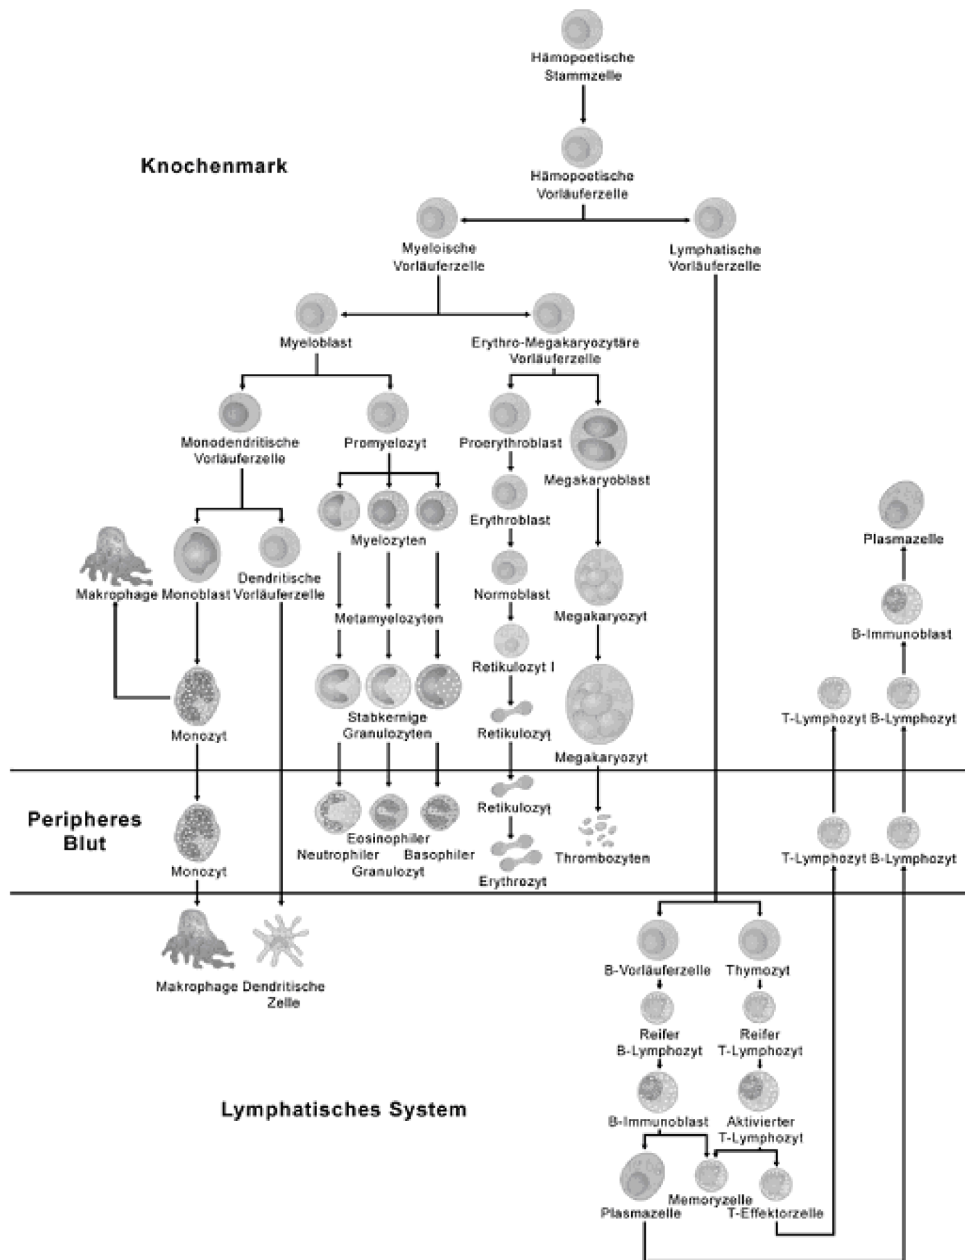 Hämopoetische
Stammzelle
Knochenmark
Hämopoetische
Vorläuferzelle
Myeloische
Vorläuferzelle
Lymphatische
Vorläuferzelle
Myeloblast
Erythro-Megakaryozytäre
Vorläuferzelle
Monodendritische
Vorläuferzelle
Promyelozyt
Proerythroblast
Megakaryoblast
Myelozyten
Erythroblast
Plasmazelle
Makrophage
Monoblast
Dendritische
Vorläuferzelle
Metamyelozyten
Normoblast
Megakaryozyt
B-Immunoblast
Retikulozyt I
Monozyt
Stabkernige
Granulozyten
Retikulozyt
Megakaryozyt
T-Lymphozyt
B-Lymphozyt
Peripheres
Blut
Monozyt
Eosinophiler
Neutrophiler
Basophiler
Granulozyt
Retikulozyt
Erythrozyt
Thrombozyten
T-Lymphozyt
B-Lymphozyt
Makrophage
Dendritische
Zelle
B-Vorläuferzelle
Thymozyt
Reifer
B-Lymphozyt
Reifer
T-Lymphozyt
Lymphatisches System
B-Immunoblast
Aktivierter
T-Lymphozyt
Plasmazelle
Memoryzelle
T-Effektorzelle